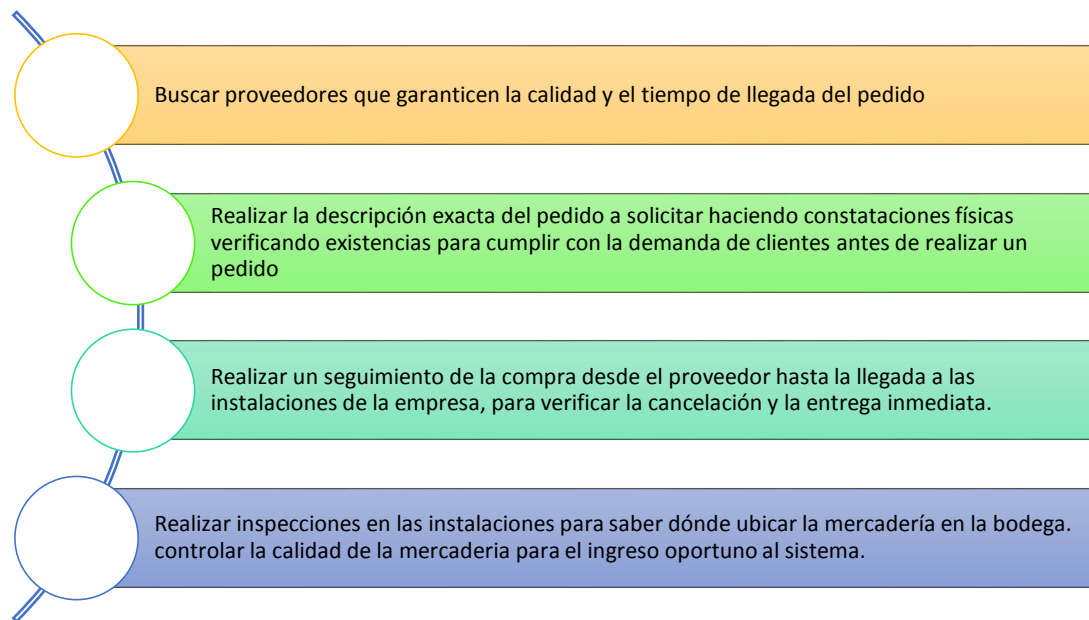 Buscar proveedores que garanticen la calidad y el tiempo de llegada del pedido
Realizar la descripción exacta del pedido a solicitar haciendo constataciones físicas
verificando existencias para cumplir con la demanda de clientes antes de realizar un
pedido
Realizar un seguimiento de la compra desde el proveedor hasta la llegada a las
instalaciones de la empresa, para verificar la cancelación y la entrega inmediata.
Realizar inspecciones en las instalaciones para saber dónde ubicar la mercadería en la bodega.
controlar la calidad de la mercaderia para el ingreso oportuno al sistema.